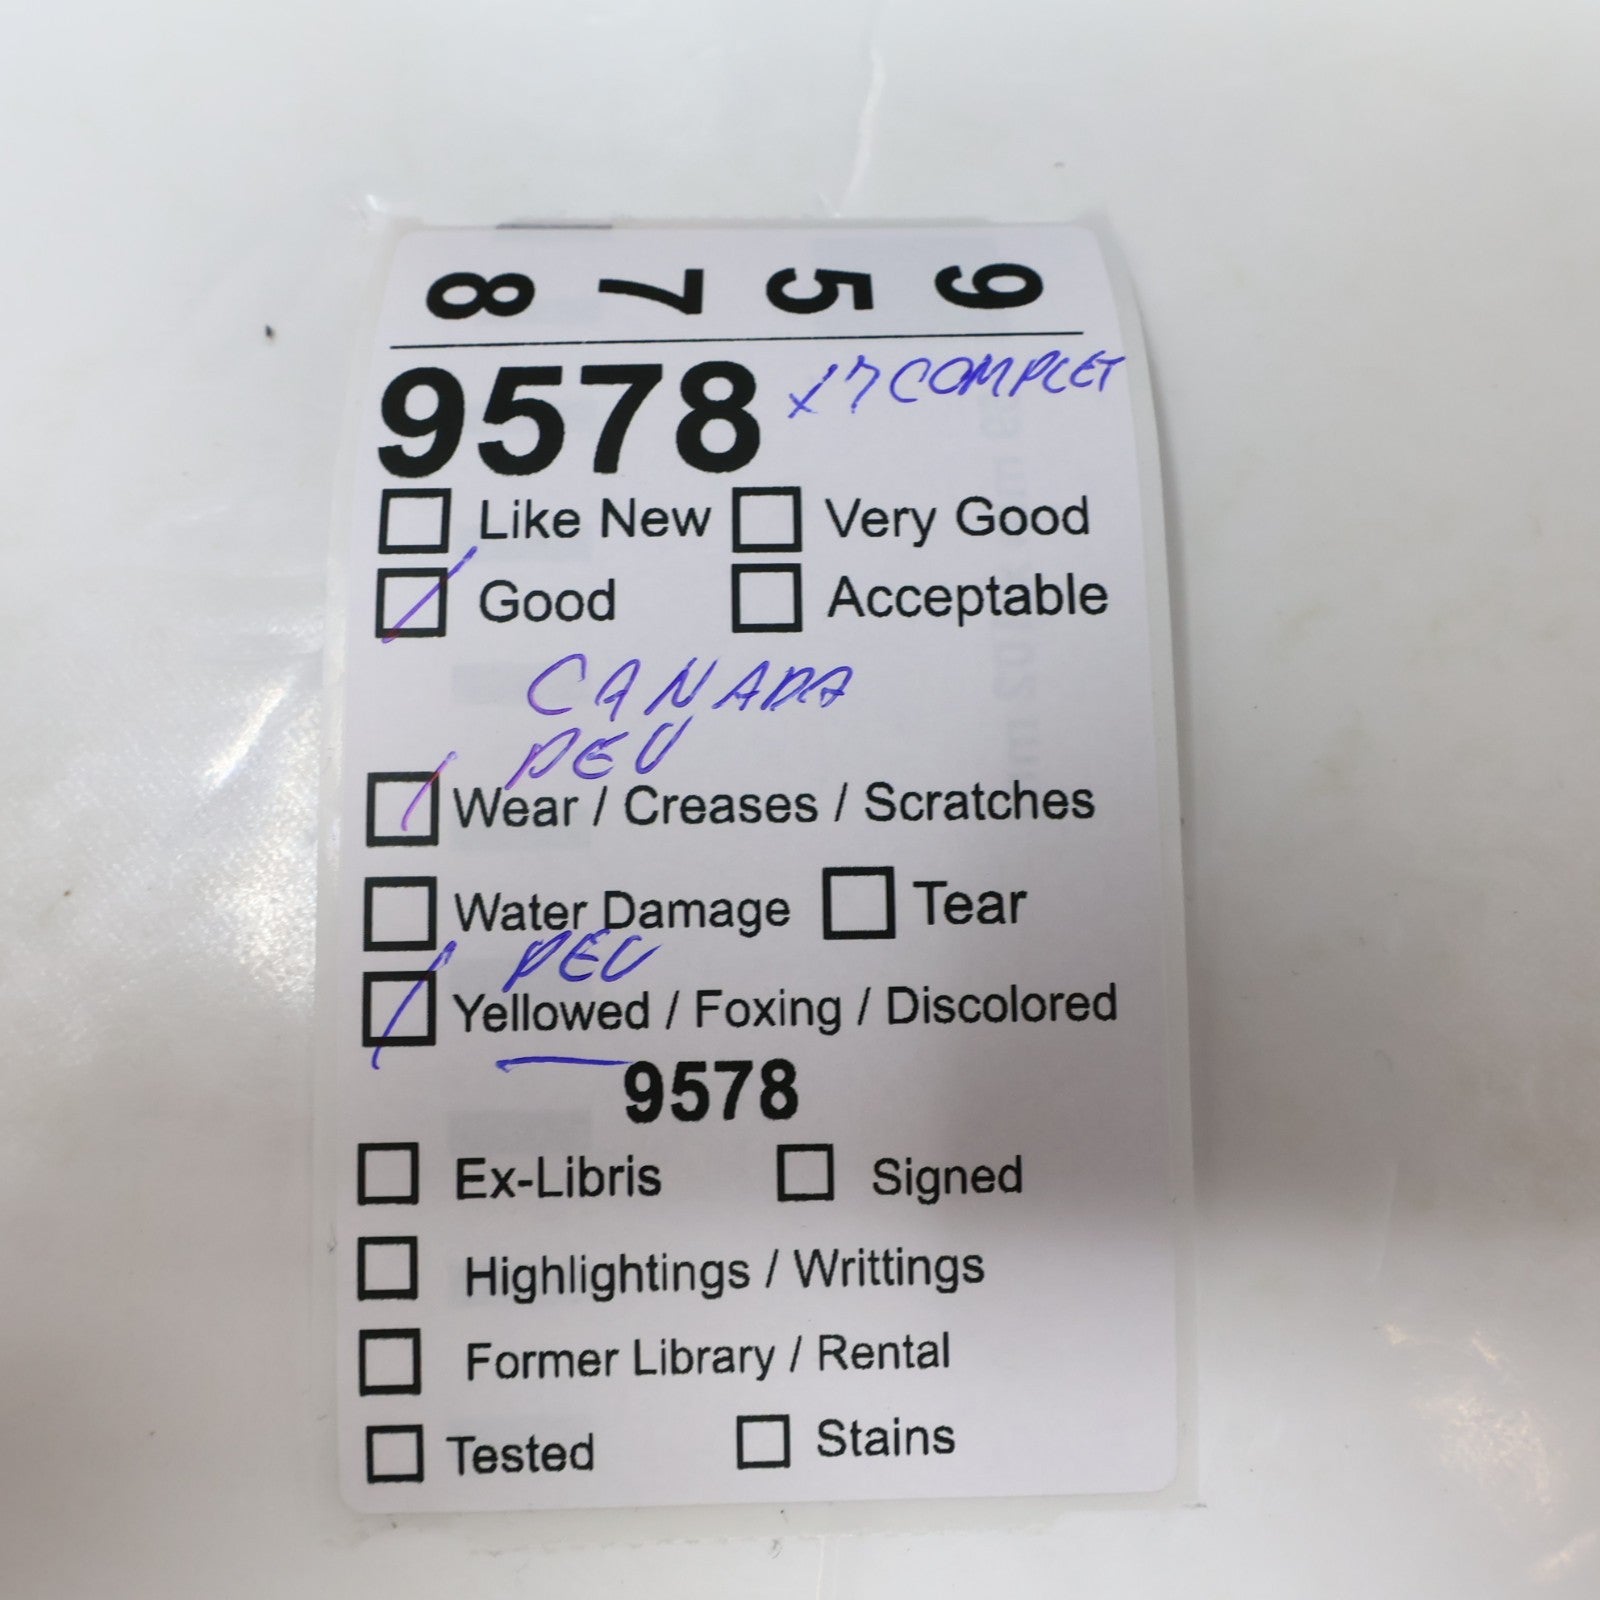 8 7 5 9
9578 x7 COMPLET
Like New Very Good
Good Acceptable
CANADA
PEU
Wear / Creases / Scratches
Water Damage Tear
PEU
Yellowed / Foxing / Discolored
9578
Ex-Libris Signed
Highlightings / Writtings
Former Library / Rental
Tested Stains